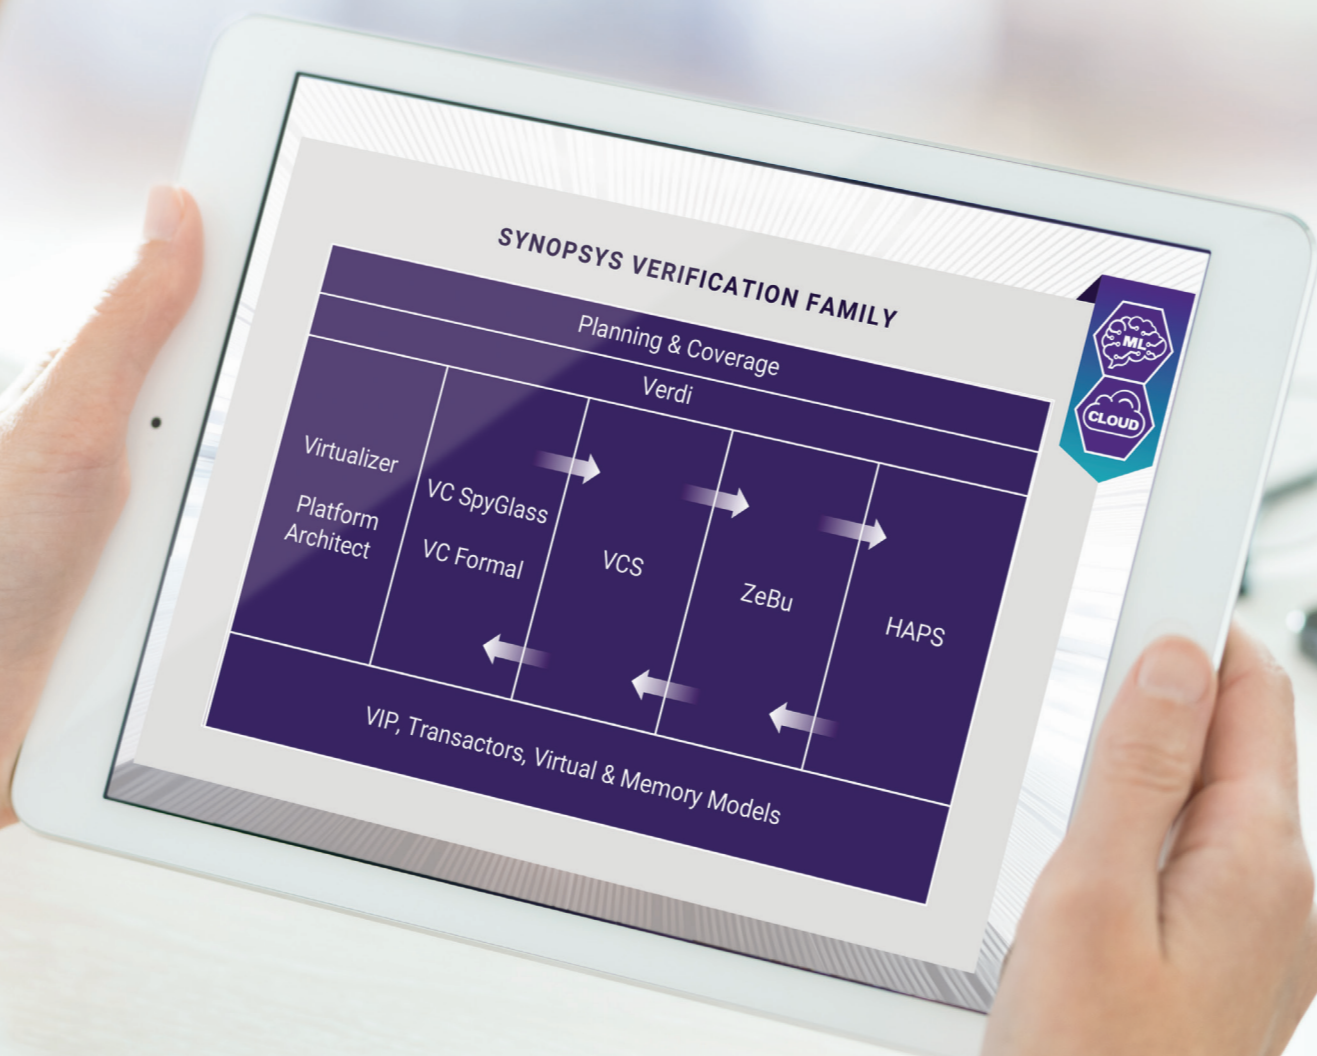 SYNOPSYS VERIFICATION FAMILY
ML
CLOUD
Planning & Coverage
Verdi
Virtualizer
Platform
Architect
VC SpyGlass
VC Formal
VCS
ZeBu
HAPS
VIP, Transactors, Virtual & Memory Models